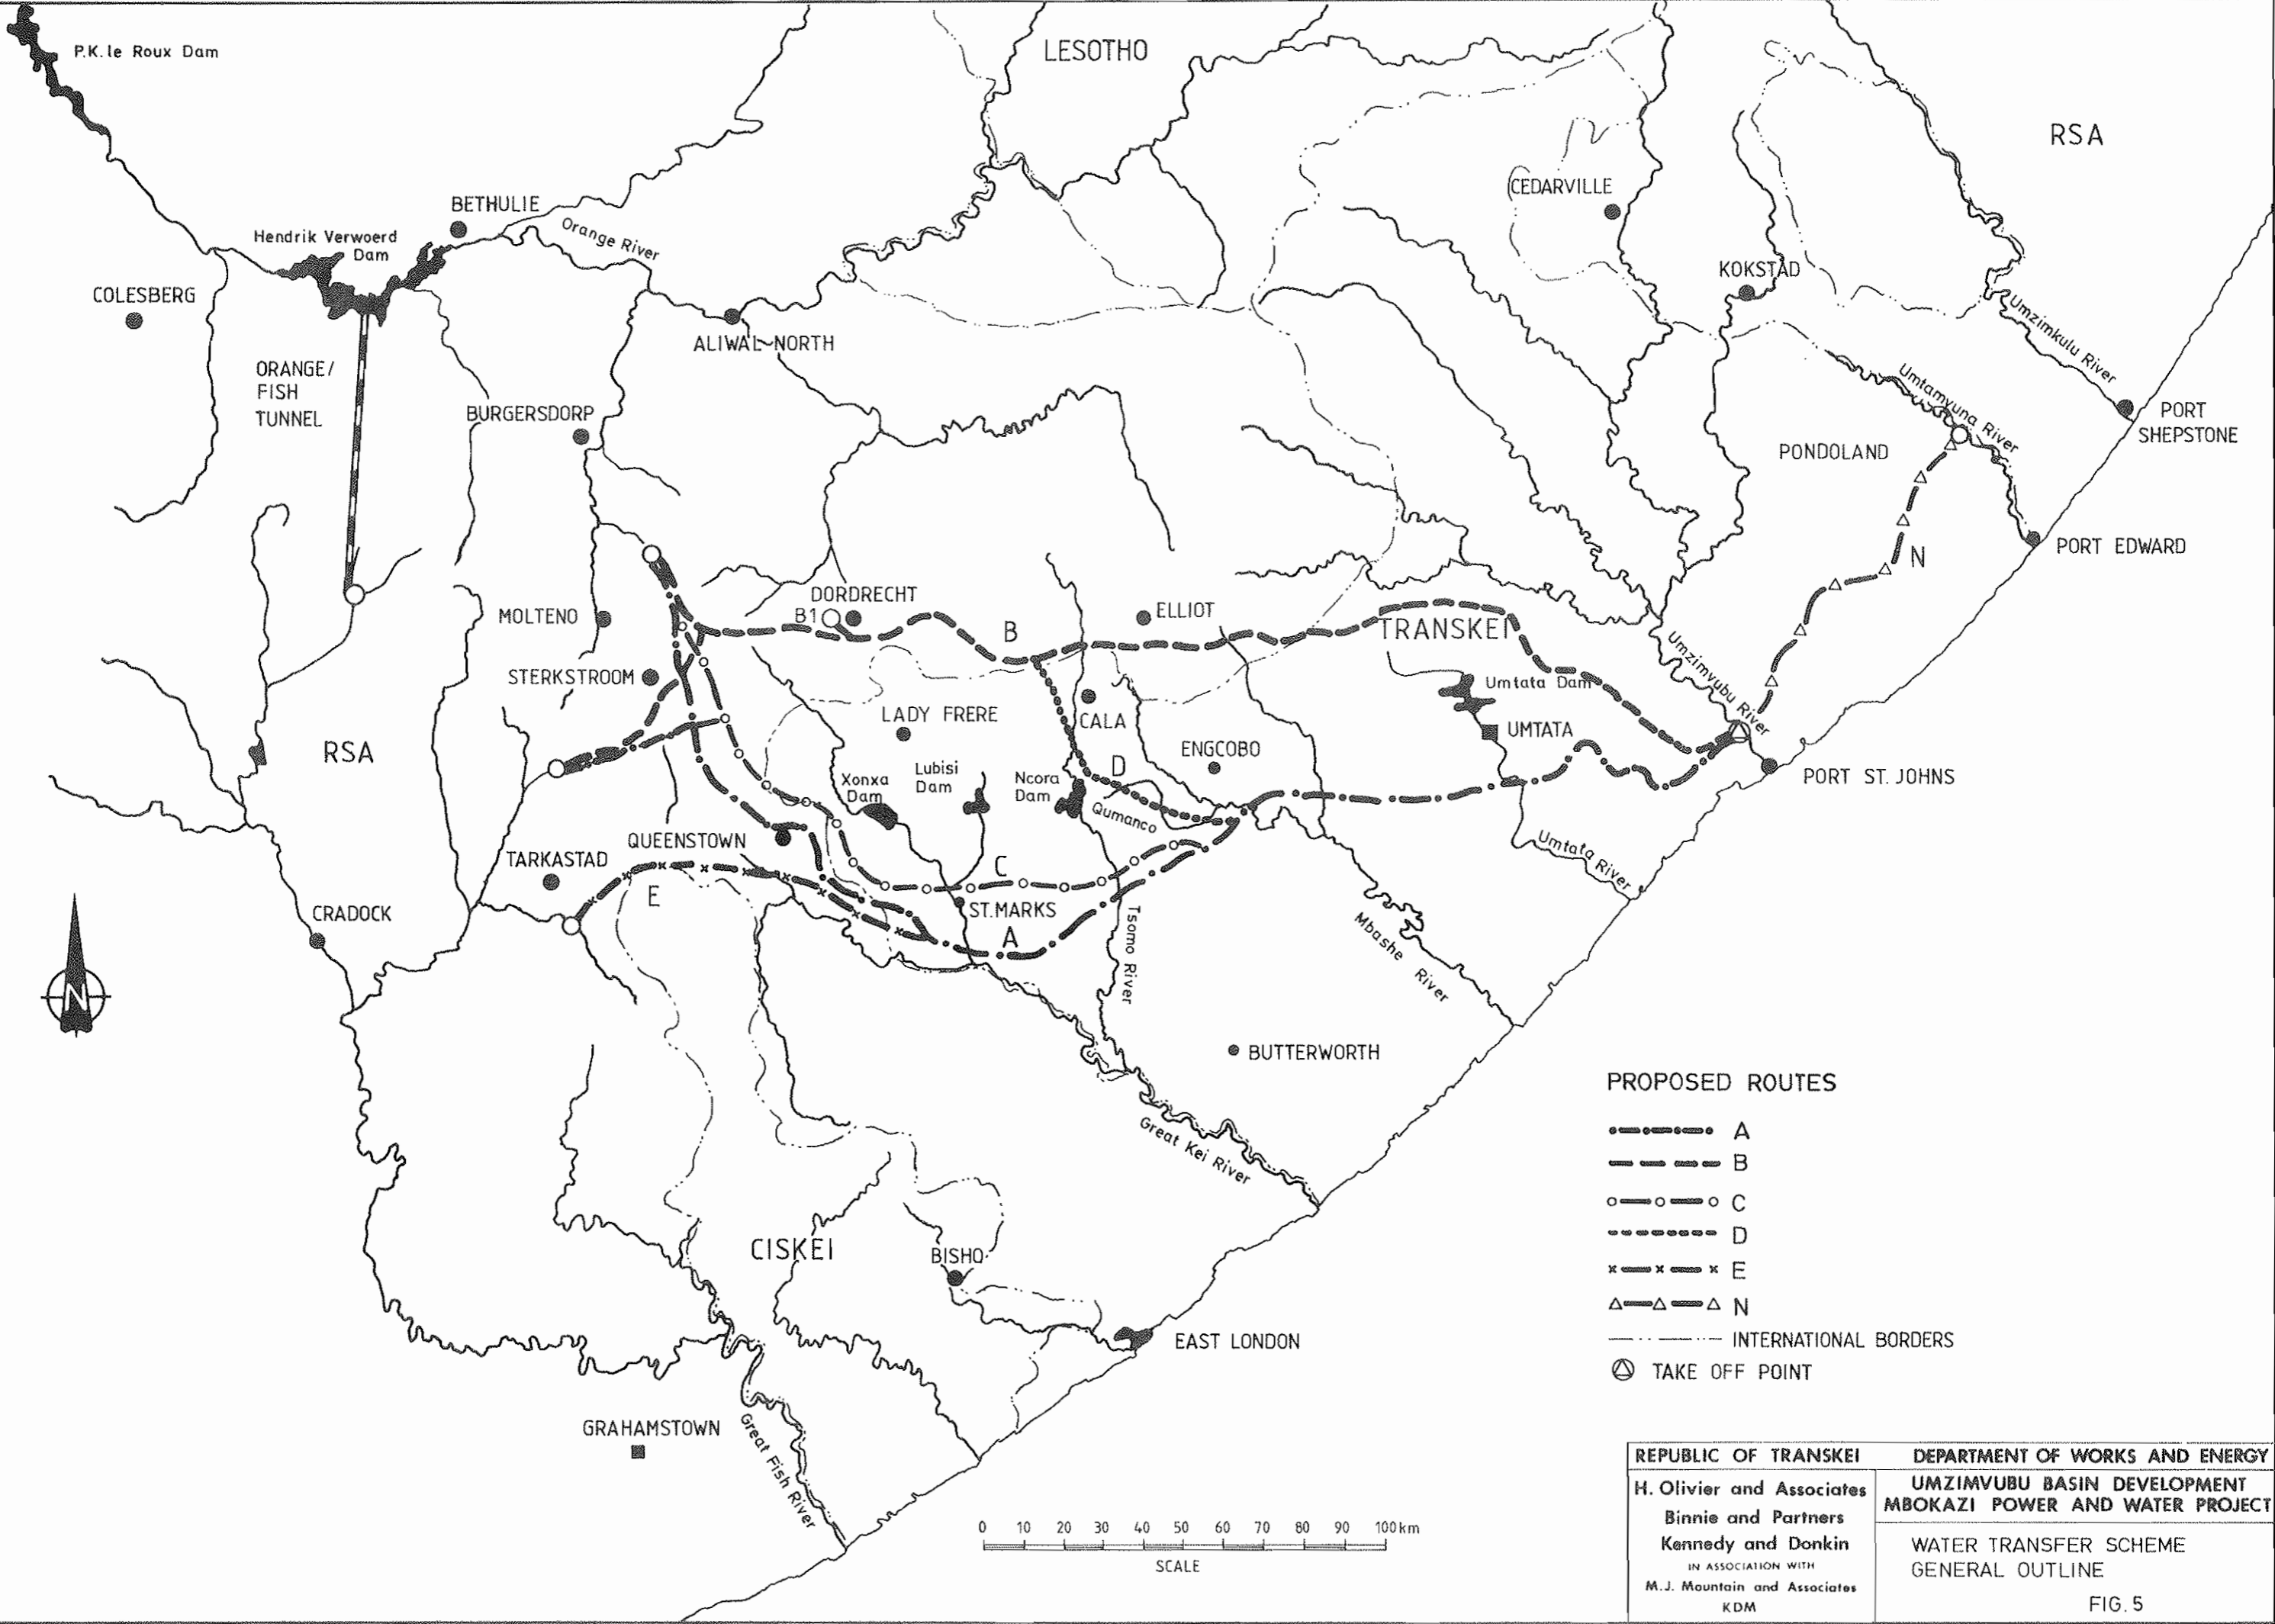 P.K. le Roux Dam
LESOTHO
RSA
CEDARVILLE
BETHULIE
Orange River
Hendrik Verwoerd
Dam
KOKSTAD
COLESBERG
Umzimkulu River
ALIWAL-NORTH
ORANGE/
FISH
TUNNEL
Umtamvuna River
BURGERSDORP
PORT
SHEPSTONE
PONDOLAND
PORT EDWARD
N
DORDRECHT
B1
MOLTENO
ELLIOT
B
TRANSKEI
Umzimvubu River
STERKSTROOM
Umtata Dam
LADY FRERE
CALA
UMTATA
RSA
ENGCOBO
D
PORT ST. JOHNS
Xonxa
Dam
Lubisi
Dam
Ncora
Dam
Qumanco
QUEENSTOWN
TARKASTAD
Umtata River
C
E
ST. MARKS
CRADOCK
A
Tsomo River
Mbashe River
N
BUTTERWORTH
Great Kei River
CISKEI
BISHO
EAST LONDON
GRAHAMSTOWN
Great Fish River
PROPOSED ROUTES
A
B
C
D
E
N
INTERNATIONAL BORDERS
TAKE OFF POINT
0 10 20 30 40 50 60 70 80 90 100 km
SCALE
REPUBLIC OF TRANSKEI
DEPARTMENT OF WORKS AND ENERGY
H. Olivier and Associates
Binnie and Partners
Kennedy and Donkin
IN ASSOCIATION WITH
M.J. Mountain and Associates
KDM
UMZIMVUBU BASIN DEVELOPMENT
MBOKAZI POWER AND WATER PROJECT
WATER TRANSFER SCHEME
GENERAL OUTLINE
FIG. 5